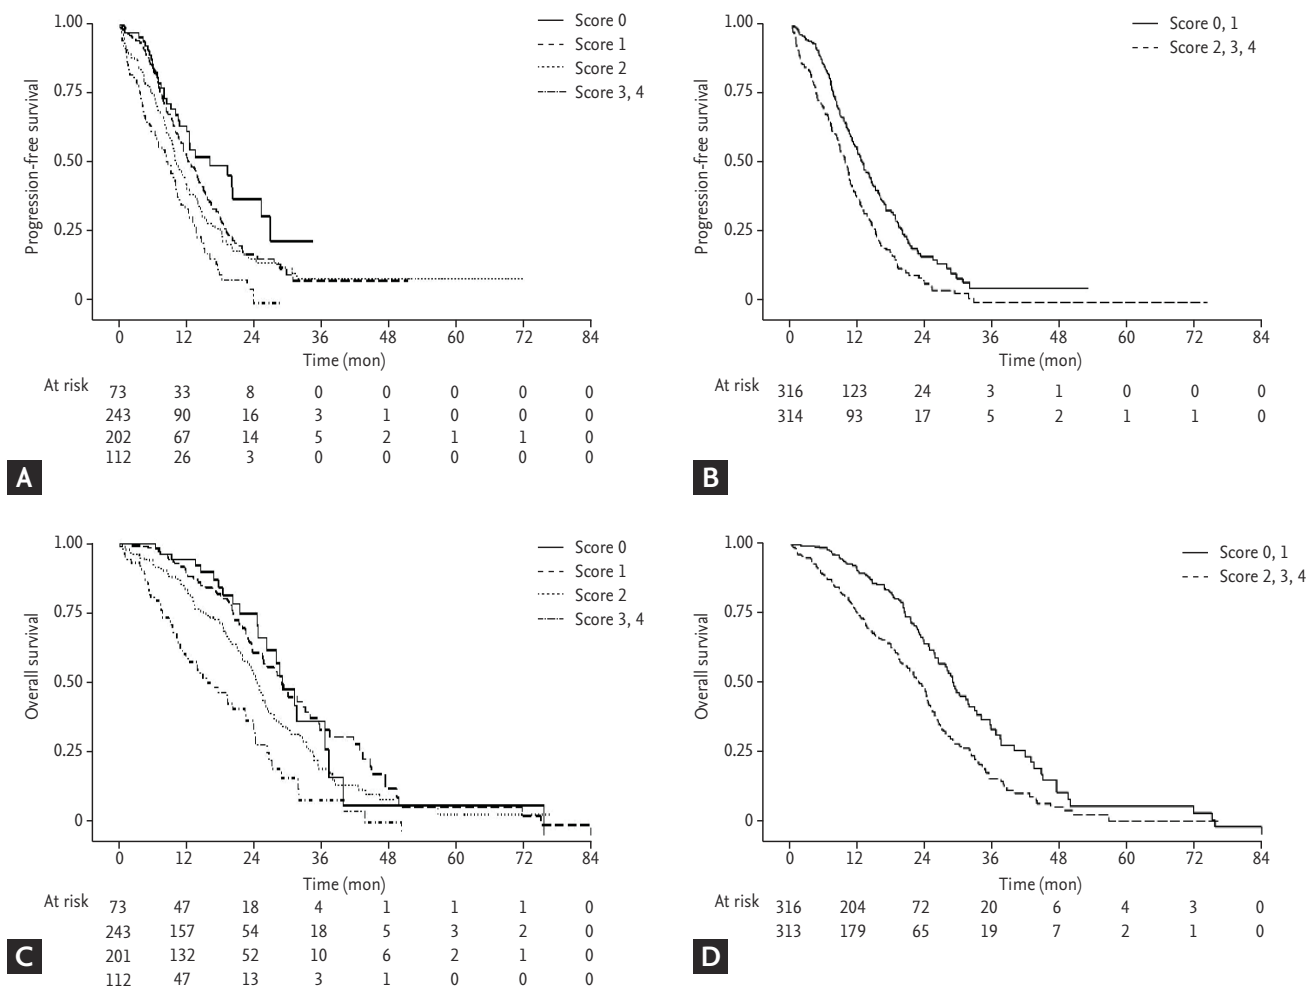 1.00
0.75
0.50
0.25
0
Progression-free survival
Score 0
Score 1
Score 2
Score 3, 4
0 12 24 36 48 60 72 84
Time (mon)
At risk
73 33 8 0 0 0 0 0
243 90 16 3 1 0 0 0
202 67 14 5 2 1 1 0
112 26 3 0 0 0 0 0
A
1.00
0.75
0.50
0.25
0
Progression-free survival
Score 0, 1
Score 2, 3, 4
0 12 24 36 48 60 72 84
Time (mon)
At risk
316 123 24 3 1 0 0 0
314 93 17 5 2 1 1 0
B
1.00
0.75
0.50
0.25
0
Overall survival
Score 0
Score 1
Score 2
Score 3, 4
0 12 24 36 48 60 72 84
Time (mon)
At risk
73 47 18 4 1 1 1 0
243 157 54 18 5 3 2 0
201 132 52 10 6 2 1 0
112 47 13 3 1 0 0 0
C
1.00
0.75
0.50
0.25
0
Overall survival
Score 0, 1
Score 2, 3, 4
0 12 24 36 48 60 72 84
Time (mon)
At risk
316 204 72 20 6 4 3 0
313 179 65 19 7 2 1 0
D